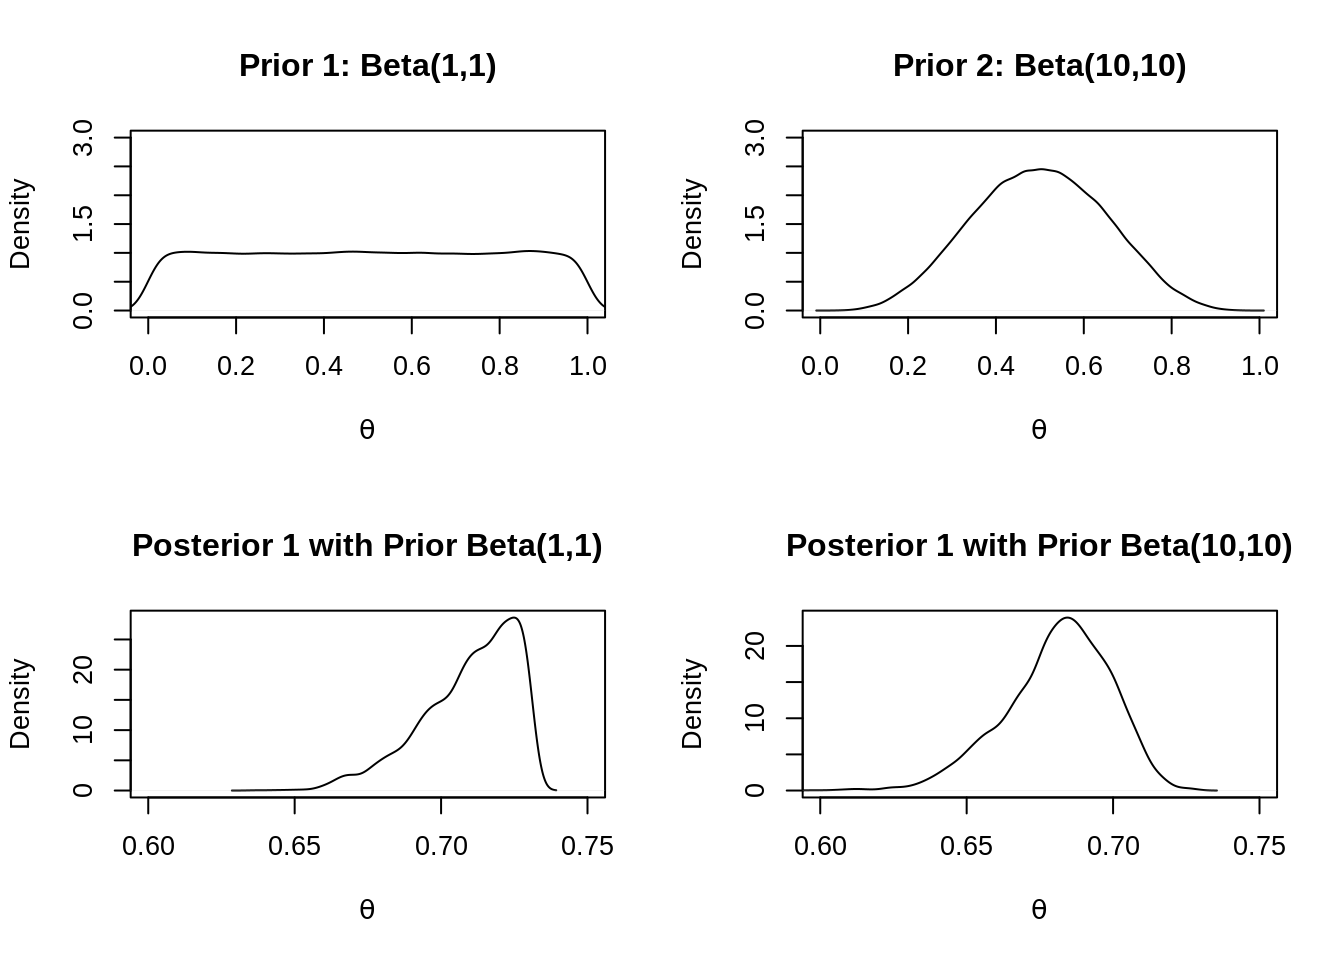 Prior 1: Beta(1,1)
Density
0.0 1.5 3.0
0.0 0.2 0.4 0.6 0.8 1.0
θ
Prior 2: Beta(10,10)
Density
0.0 1.5 3.0
0.0 0.2 0.4 0.6 0.8 1.0
θ
Posterior 1 with Prior Beta(1,1)
Density
0 10 20
0.60 0.65 0.70 0.75
θ
Posterior 1 with Prior Beta(10,10)
Density
0 10 20
0.60 0.65 0.70 0.75
θ